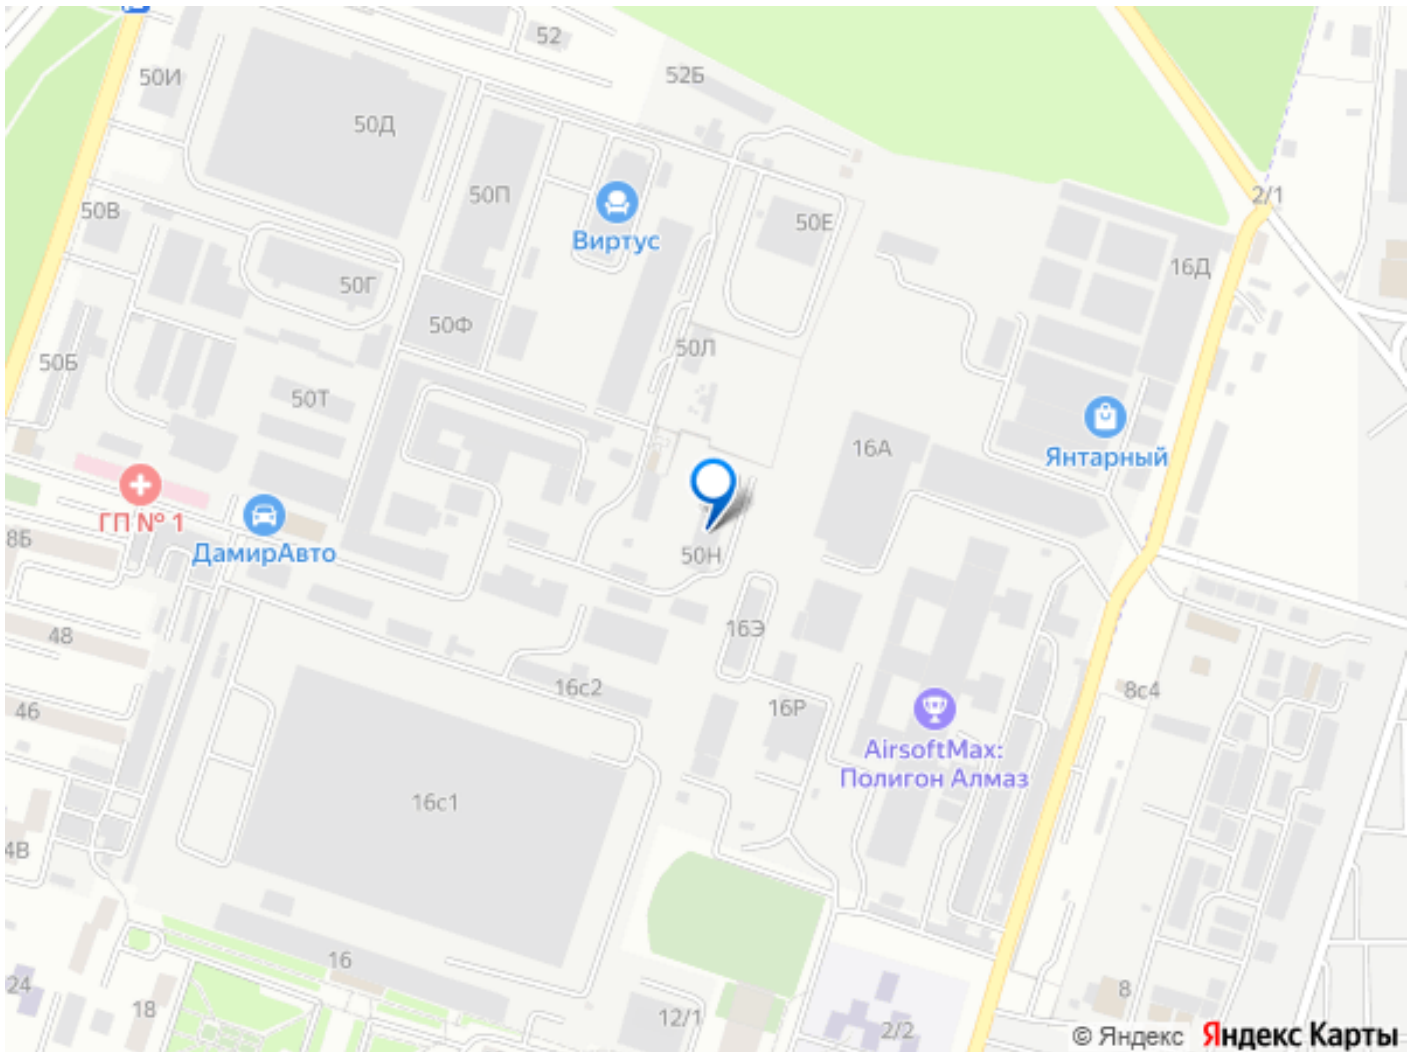 52
50И
52Б
50Д
50П
2/1
50В
50Е
Виртус
16Д
50Г
50Ф
50Л
50Б
50Т
16А
Янтарный
ГП № 1
8Б
ДамирАвто
50Н
48
16Э
16с2
8с4
46
16Р
AirsoftMax:
Полигон Алмаз
16с1
4В
16
24
8
18
12/1
2/2
© Яндекс Яндекс Карты